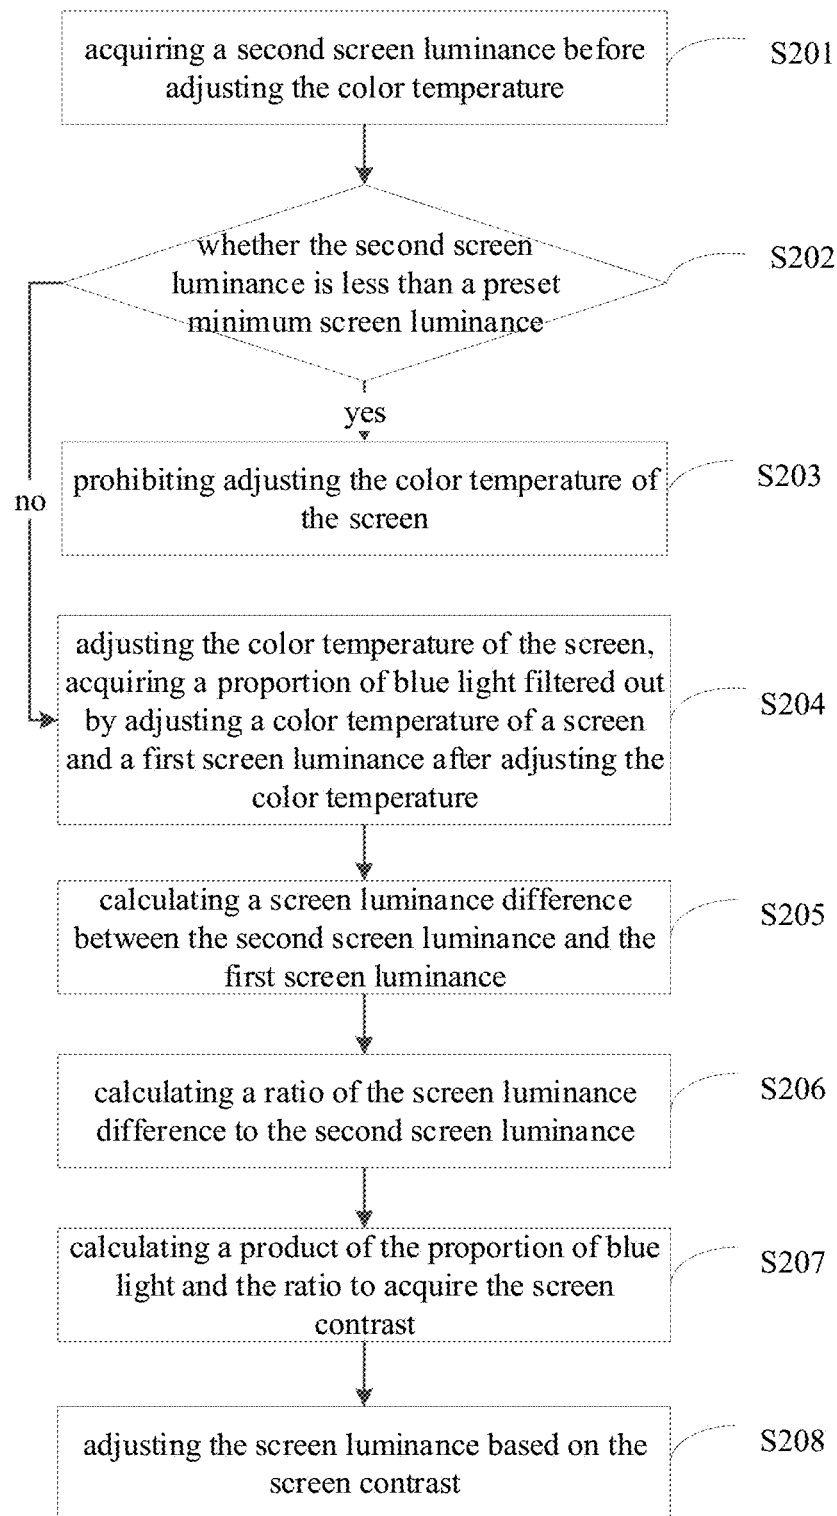 acquiring a second screen luminance before
adjusting the color temperature
S201
whether the second screen
luminance is less than a preset
minimum screen luminance
S202
yes
no
prohibiting adjusting the color temperature of
the screen
S203
adjusting the color temperature of the screen,
acquiring a proportion of blue light filtered out
by adjusting a color temperature of a screen
and a first screen luminance after adjusting the
color temperature
S204
calculating a screen luminance difference
between the second screen luminance and the
first screen luminance
S205
calculating a ratio of the screen luminance
difference to the second screen luminance
S206
calculating a product of the proportion of blue
light and the ratio to acquire the screen
contrast
S207
adjusting the screen luminance based on the
screen contrast
S208